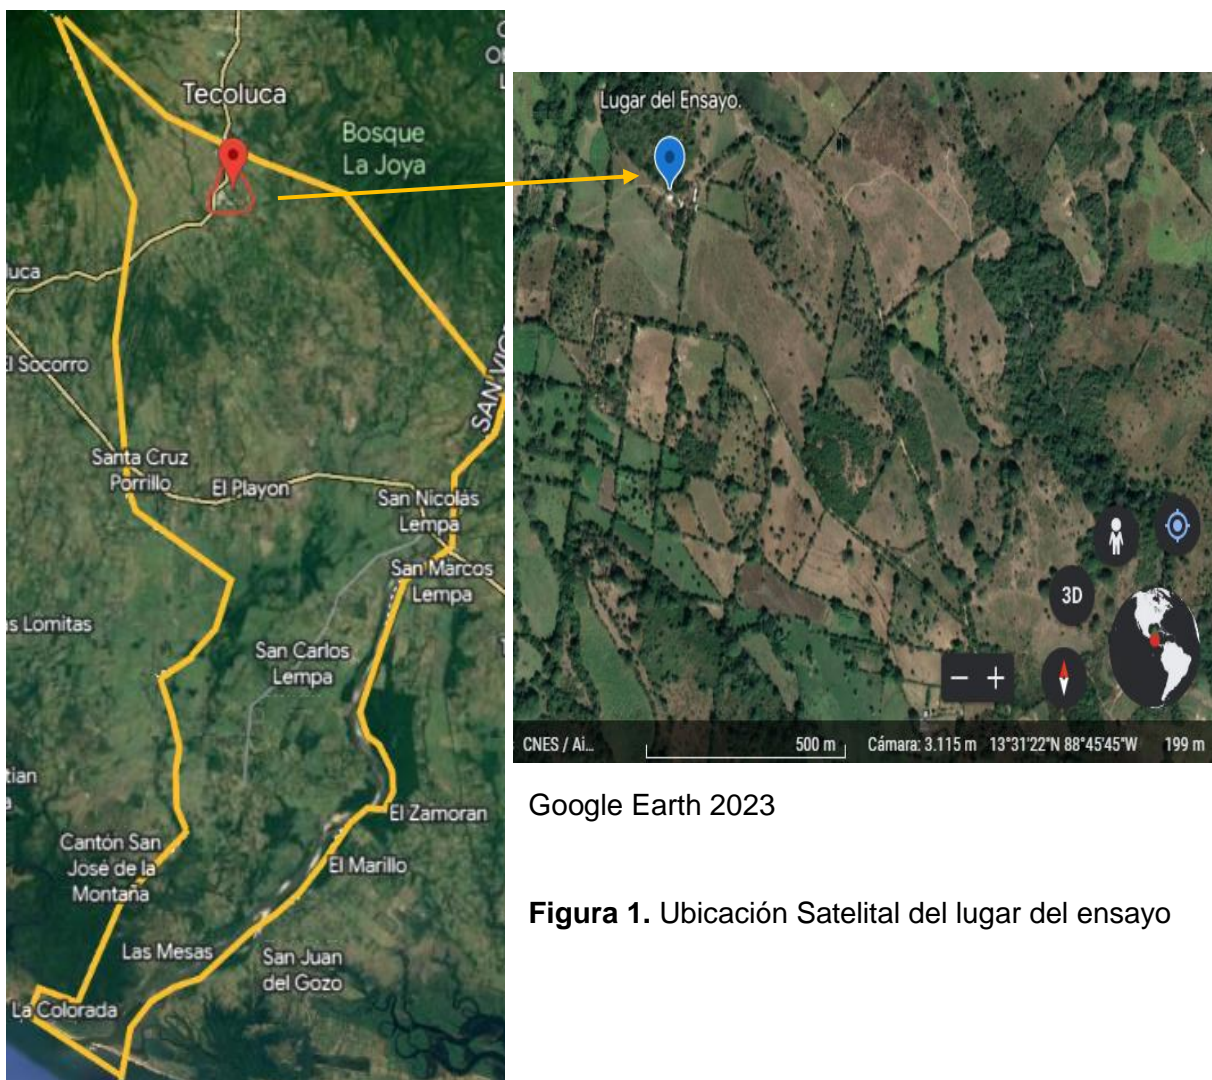 Tecoluca
Bosque
La Joya
uca
El Socorro
SAN VIC
Santa Cruz
Porrillo
El Playon
San Nicolás
Lempa
San Marcos
Lempa
s Lomitas
San Carlos
Lempa
tian
El Zamoran
Cantón San
José de la
Montaña
El Marillo
Las Mesas
San Juan
del Gozo
La Colorada
Lugar del Ensayo.
3D
CNES / Ai... 500 m Cámara: 3.115 m 13°31'22"N 88°45'45"W 199 m
Google Earth 2023
Figura 1. Ubicación Satelital del lugar del ensayo